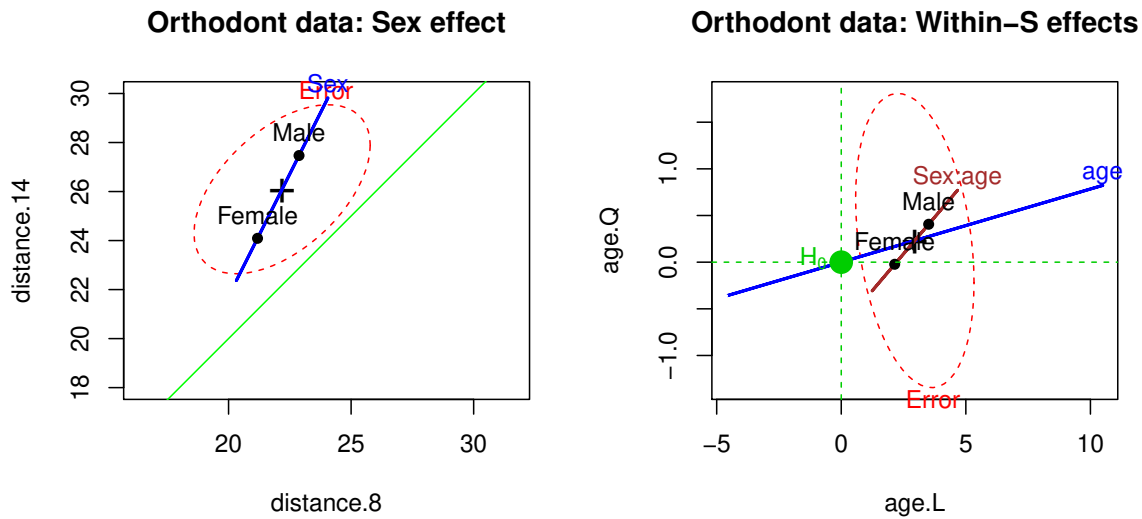 Orthodont data: Sex effect
distance.14
30
28
26
24
22
20
18
Sex
Error
Male
Female
20
25
30
distance.8
Orthodont data: Within−S effects
age.Q
1.0
0.0
−1.0
age
Sex:age
Male
Female
H₀
Error
−5
0
5
10
age.L